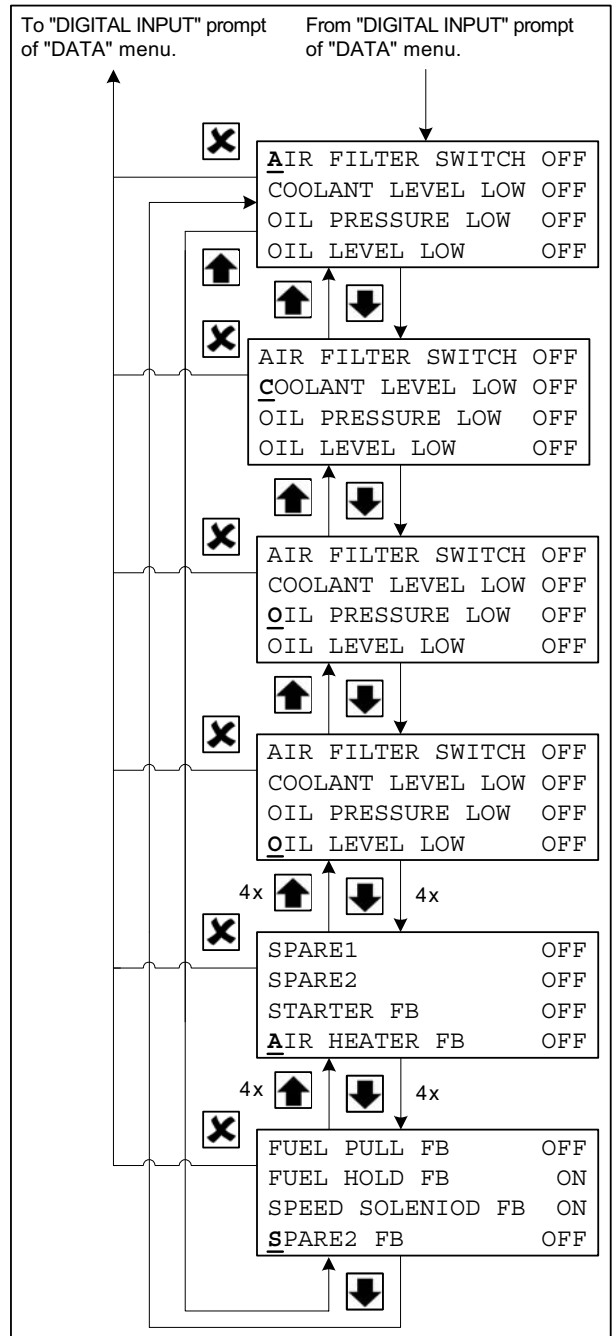 To "DIGITAL INPUT" prompt
of "DATA" menu.
From "DIGITAL INPUT" prompt
of "DATA" menu.
AIR FILTER SWITCH OFF
COOLANT LEVEL LOW OFF
OIL PRESSURE LOW OFF
OIL LEVEL LOW OFF
AIR FILTER SWITCH OFF
COOLANT LEVEL LOW OFF
OIL PRESSURE LOW OFF
OIL LEVEL LOW OFF
AIR FILTER SWITCH OFF
COOLANT LEVEL LOW OFF
OIL PRESSURE LOW OFF
OIL LEVEL LOW OFF
AIR FILTER SWITCH OFF
COOLANT LEVEL LOW OFF
OIL PRESSURE LOW OFF
OIL LEVEL LOW OFF
4x 4x
SPARE1 OFF
SPARE2 OFF
STARTER FB OFF
AIR HEATER FB OFF
4x 4x
FUEL PULL FB OFF
FUEL HOLD FB ON
SPEED SOLENIOD FB ON
SPARE2 FB OFF